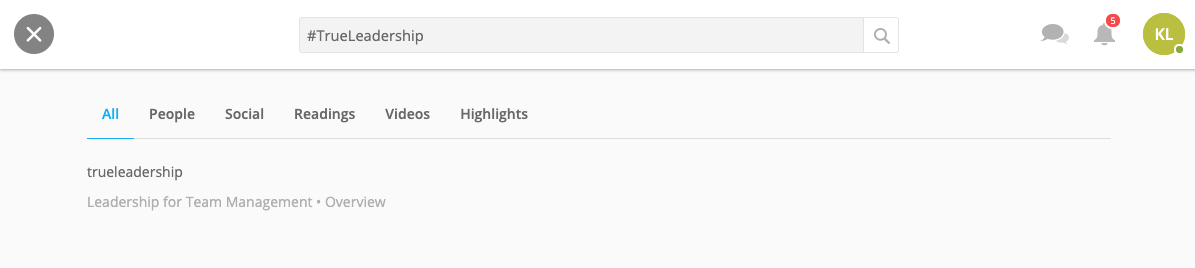 #TrueLeadership
5
KL
All People Social Readings Videos Highlights
trueleadership
Leadership for Team Management • Overview